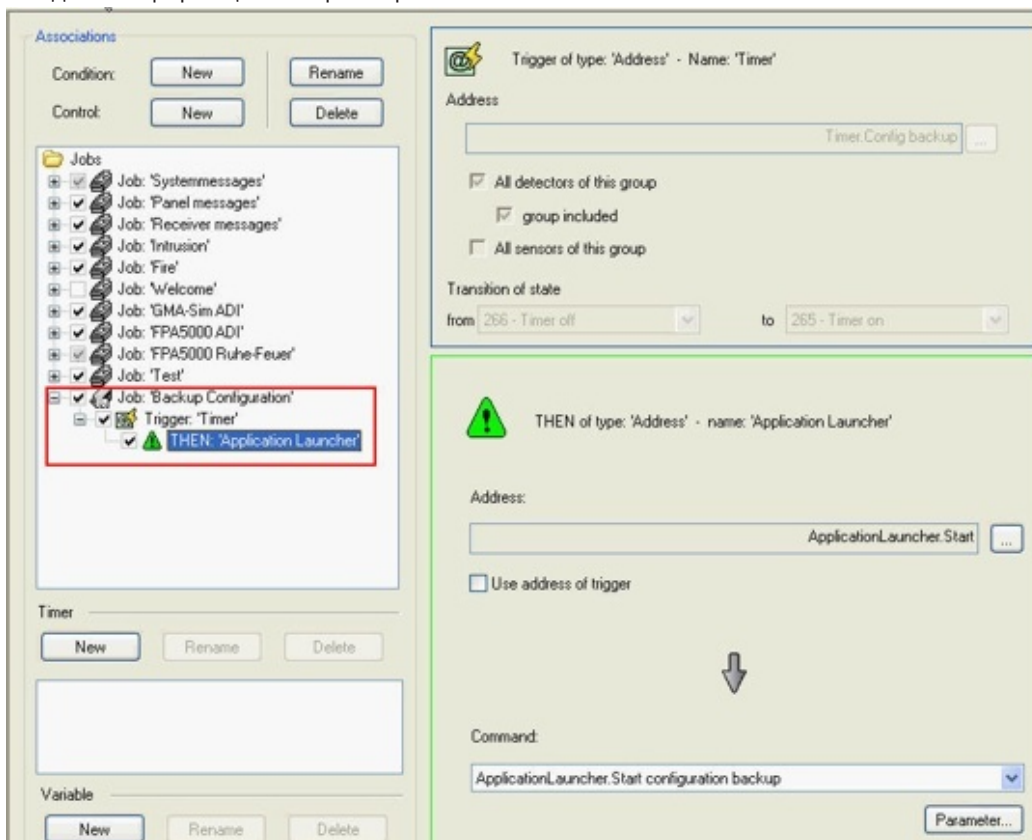 Associations
Condition: New Rename
Control: New Delete
Jobs
Job: 'Systemmessages'
Job: 'Panel messages'
Job: 'Receiver messages'
Job: 'Intrusion'
Job: 'Fire'
Job: 'Welcome'
Job: 'GMA-Sim ADI'
Job: 'FPA5000 ADI'
Job: 'FPA5000 Ruhe-Feuer'
Job: 'Test'
Job: 'Backup Configuration'
Trigger: 'Timer'
THEN: 'Application Launcher'
Timer
New Rename Delete
Variable
New Rename Delete
Trigger of type: 'Address' - Name: 'Timer'
Address
Timer.Config backup ...
All detectors of this group
group included
All sensors of this group
Transition of state
from 266 - Timer off to 265 - Timer on
THEN of type: 'Address' - name: 'Application Launcher'
Address:
ApplicationLauncher.Start ...
Use address of trigger
Command:
ApplicationLauncher.Start configuration backup
Parameter...